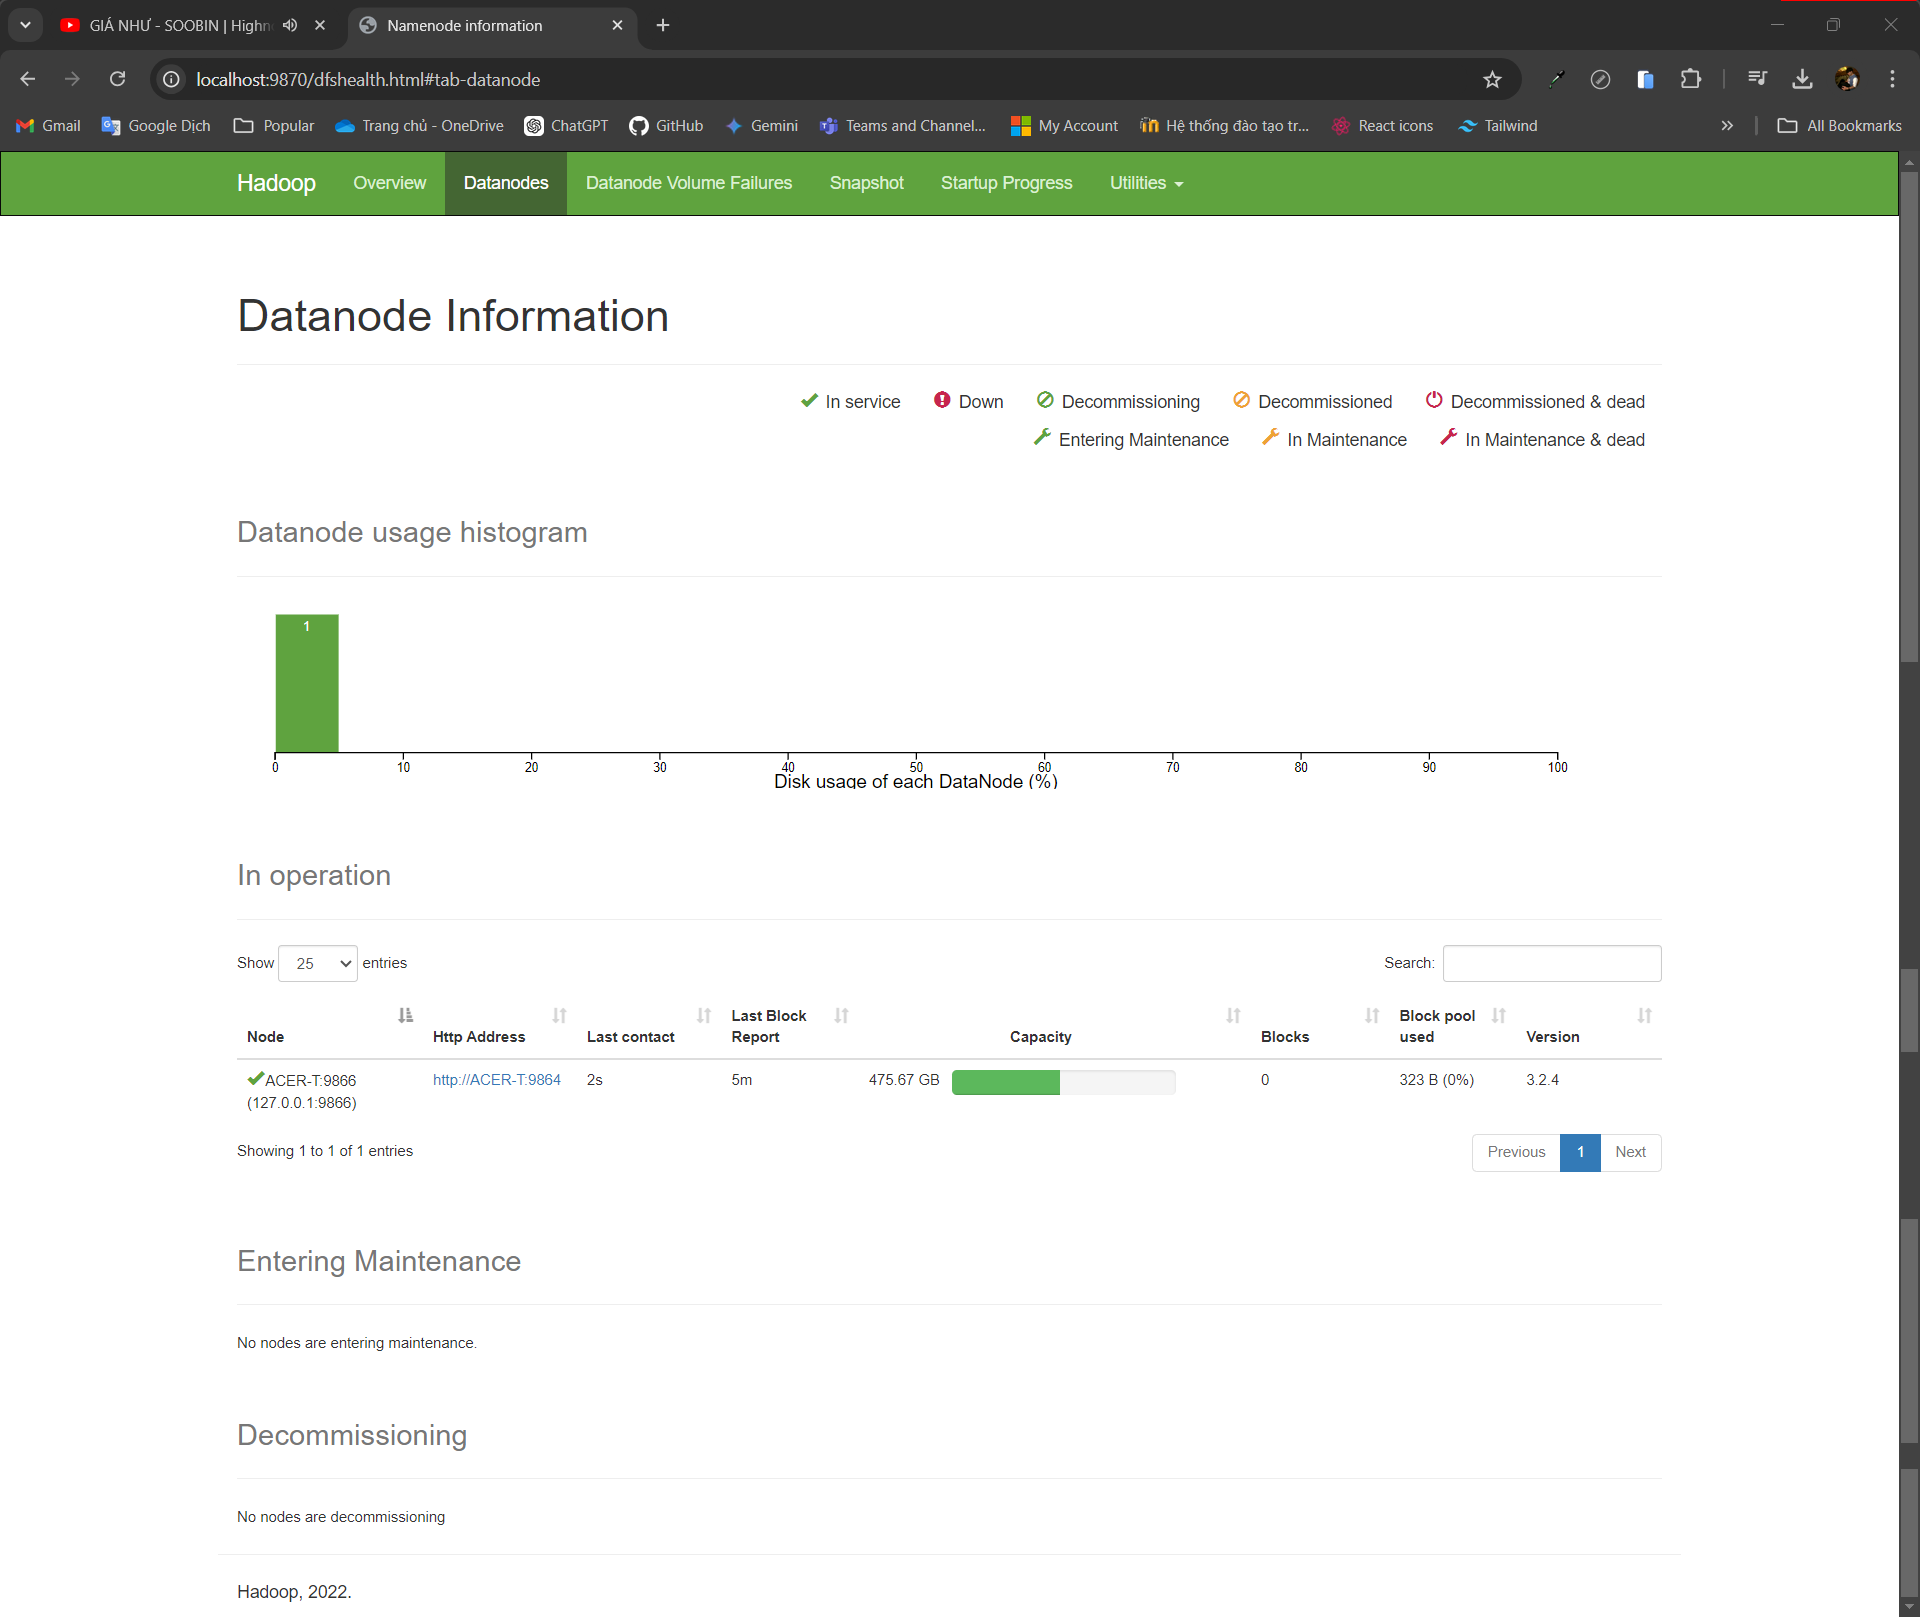 GIÁ NHƯ - SOOBIN | Highn
Namenode information
localhost:9870/dfshealth.html#tab-datanode
Gmail Google Dịch Popular Trang chủ - OneDrive ChatGPT GitHub Gemini Teams and Channel... My Account Hệ thống đào tạo tr... React icons Tailwind All Bookmarks
Hadoop Overview Datanodes Datanode Volume Failures Snapshot Startup Progress Utilities
Datanode Information
In service Down Decommissioning Decommissioned Decommissioned & dead
Entering Maintenance In Maintenance In Maintenance & dead
Datanode usage histogram
1
0 10 20 30 40 50 60 70 80 90 100
Disk usage of each DataNode (%)
In operation
Show 25 entries Search:
Node Http Address Last contact Last Block Report Capacity Blocks Block pool used Version
ACER-T:9866 http://ACER-T:9864 2s 5m 475.67 GB 0 323 B (0%) 3.2.4
(127.0.0.1:9866)
Showing 1 to 1 of 1 entries Previous 1 Next
Entering Maintenance
No nodes are entering maintenance.
Decommissioning
No nodes are decommissioning
Hadoop, 2022.